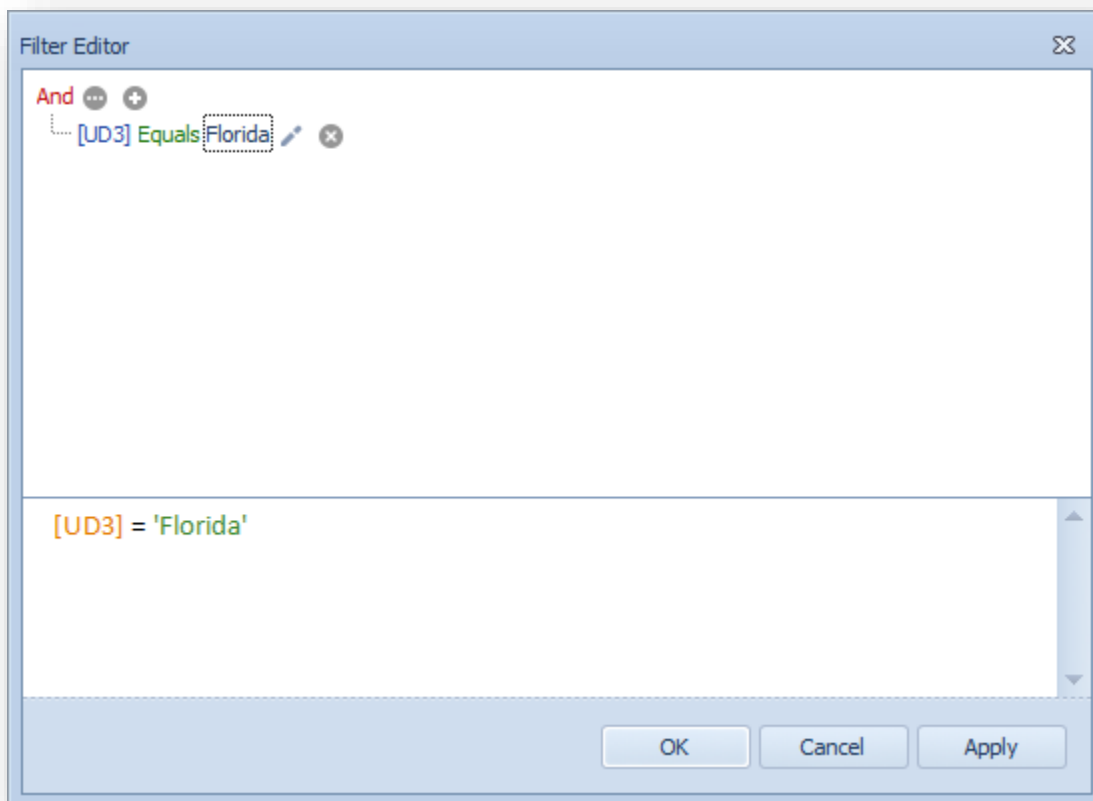 Filter Editor
And
[UD3] Equals Florida
[UD3] = 'Florida'
OK Cancel Apply